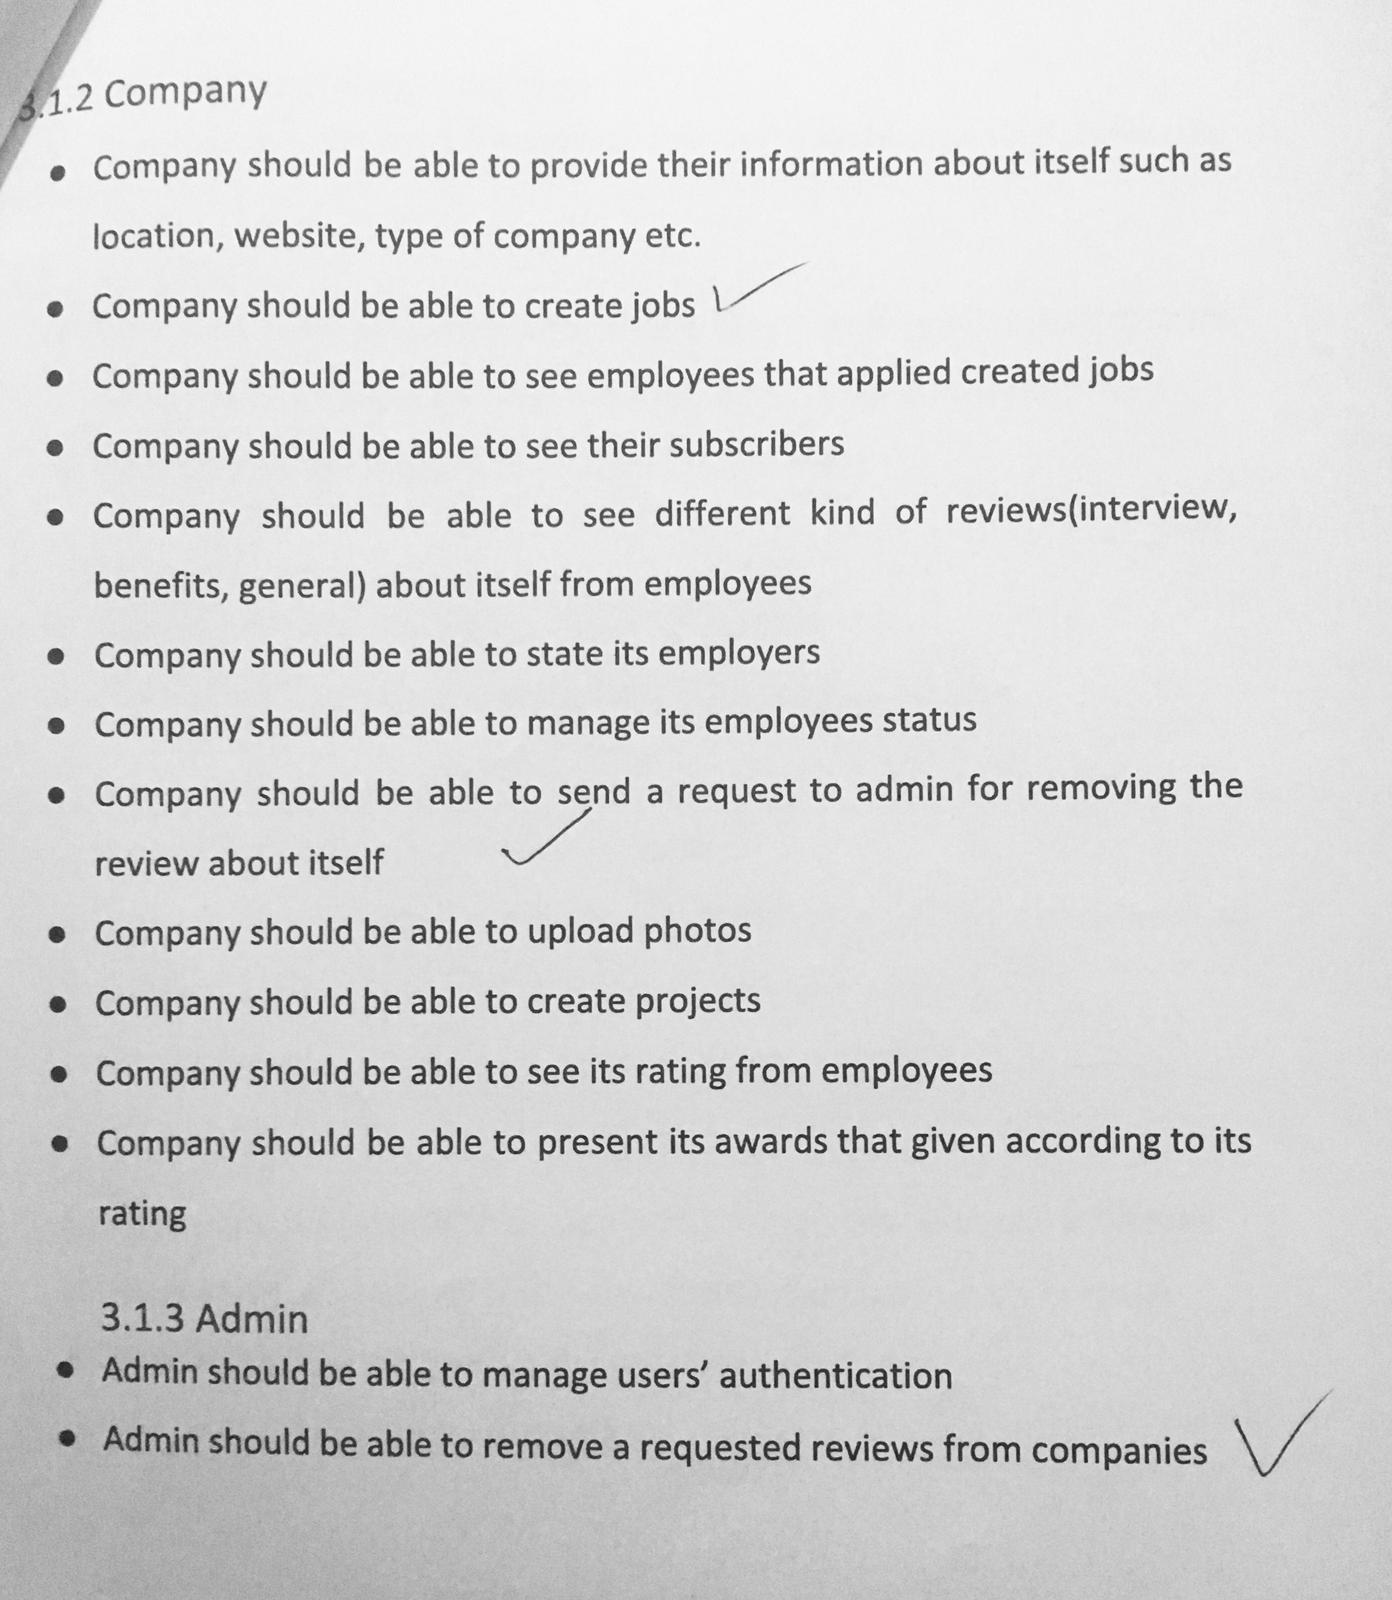 3.1.2 Company
• Company should be able to provide their information about itself such as
location, website, type of company etc.
• Company should be able to create jobs ✓
• Company should be able to see employees that applied created jobs
• Company should be able to see their subscribers
• Company should be able to see different kind of reviews(interview,
benefits, general) about itself from employees
• Company should be able to state its employers
• Company should be able to manage its employees status
• Company should be able to send a request to admin for removing the
review about itself ✓
• Company should be able to upload photos
• Company should be able to create projects
• Company should be able to see its rating from employees
• Company should be able to present its awards that given according to its
rating
3.1.3 Admin
• Admin should be able to manage users’ authentication
• Admin should be able to remove a requested reviews from companies ✓